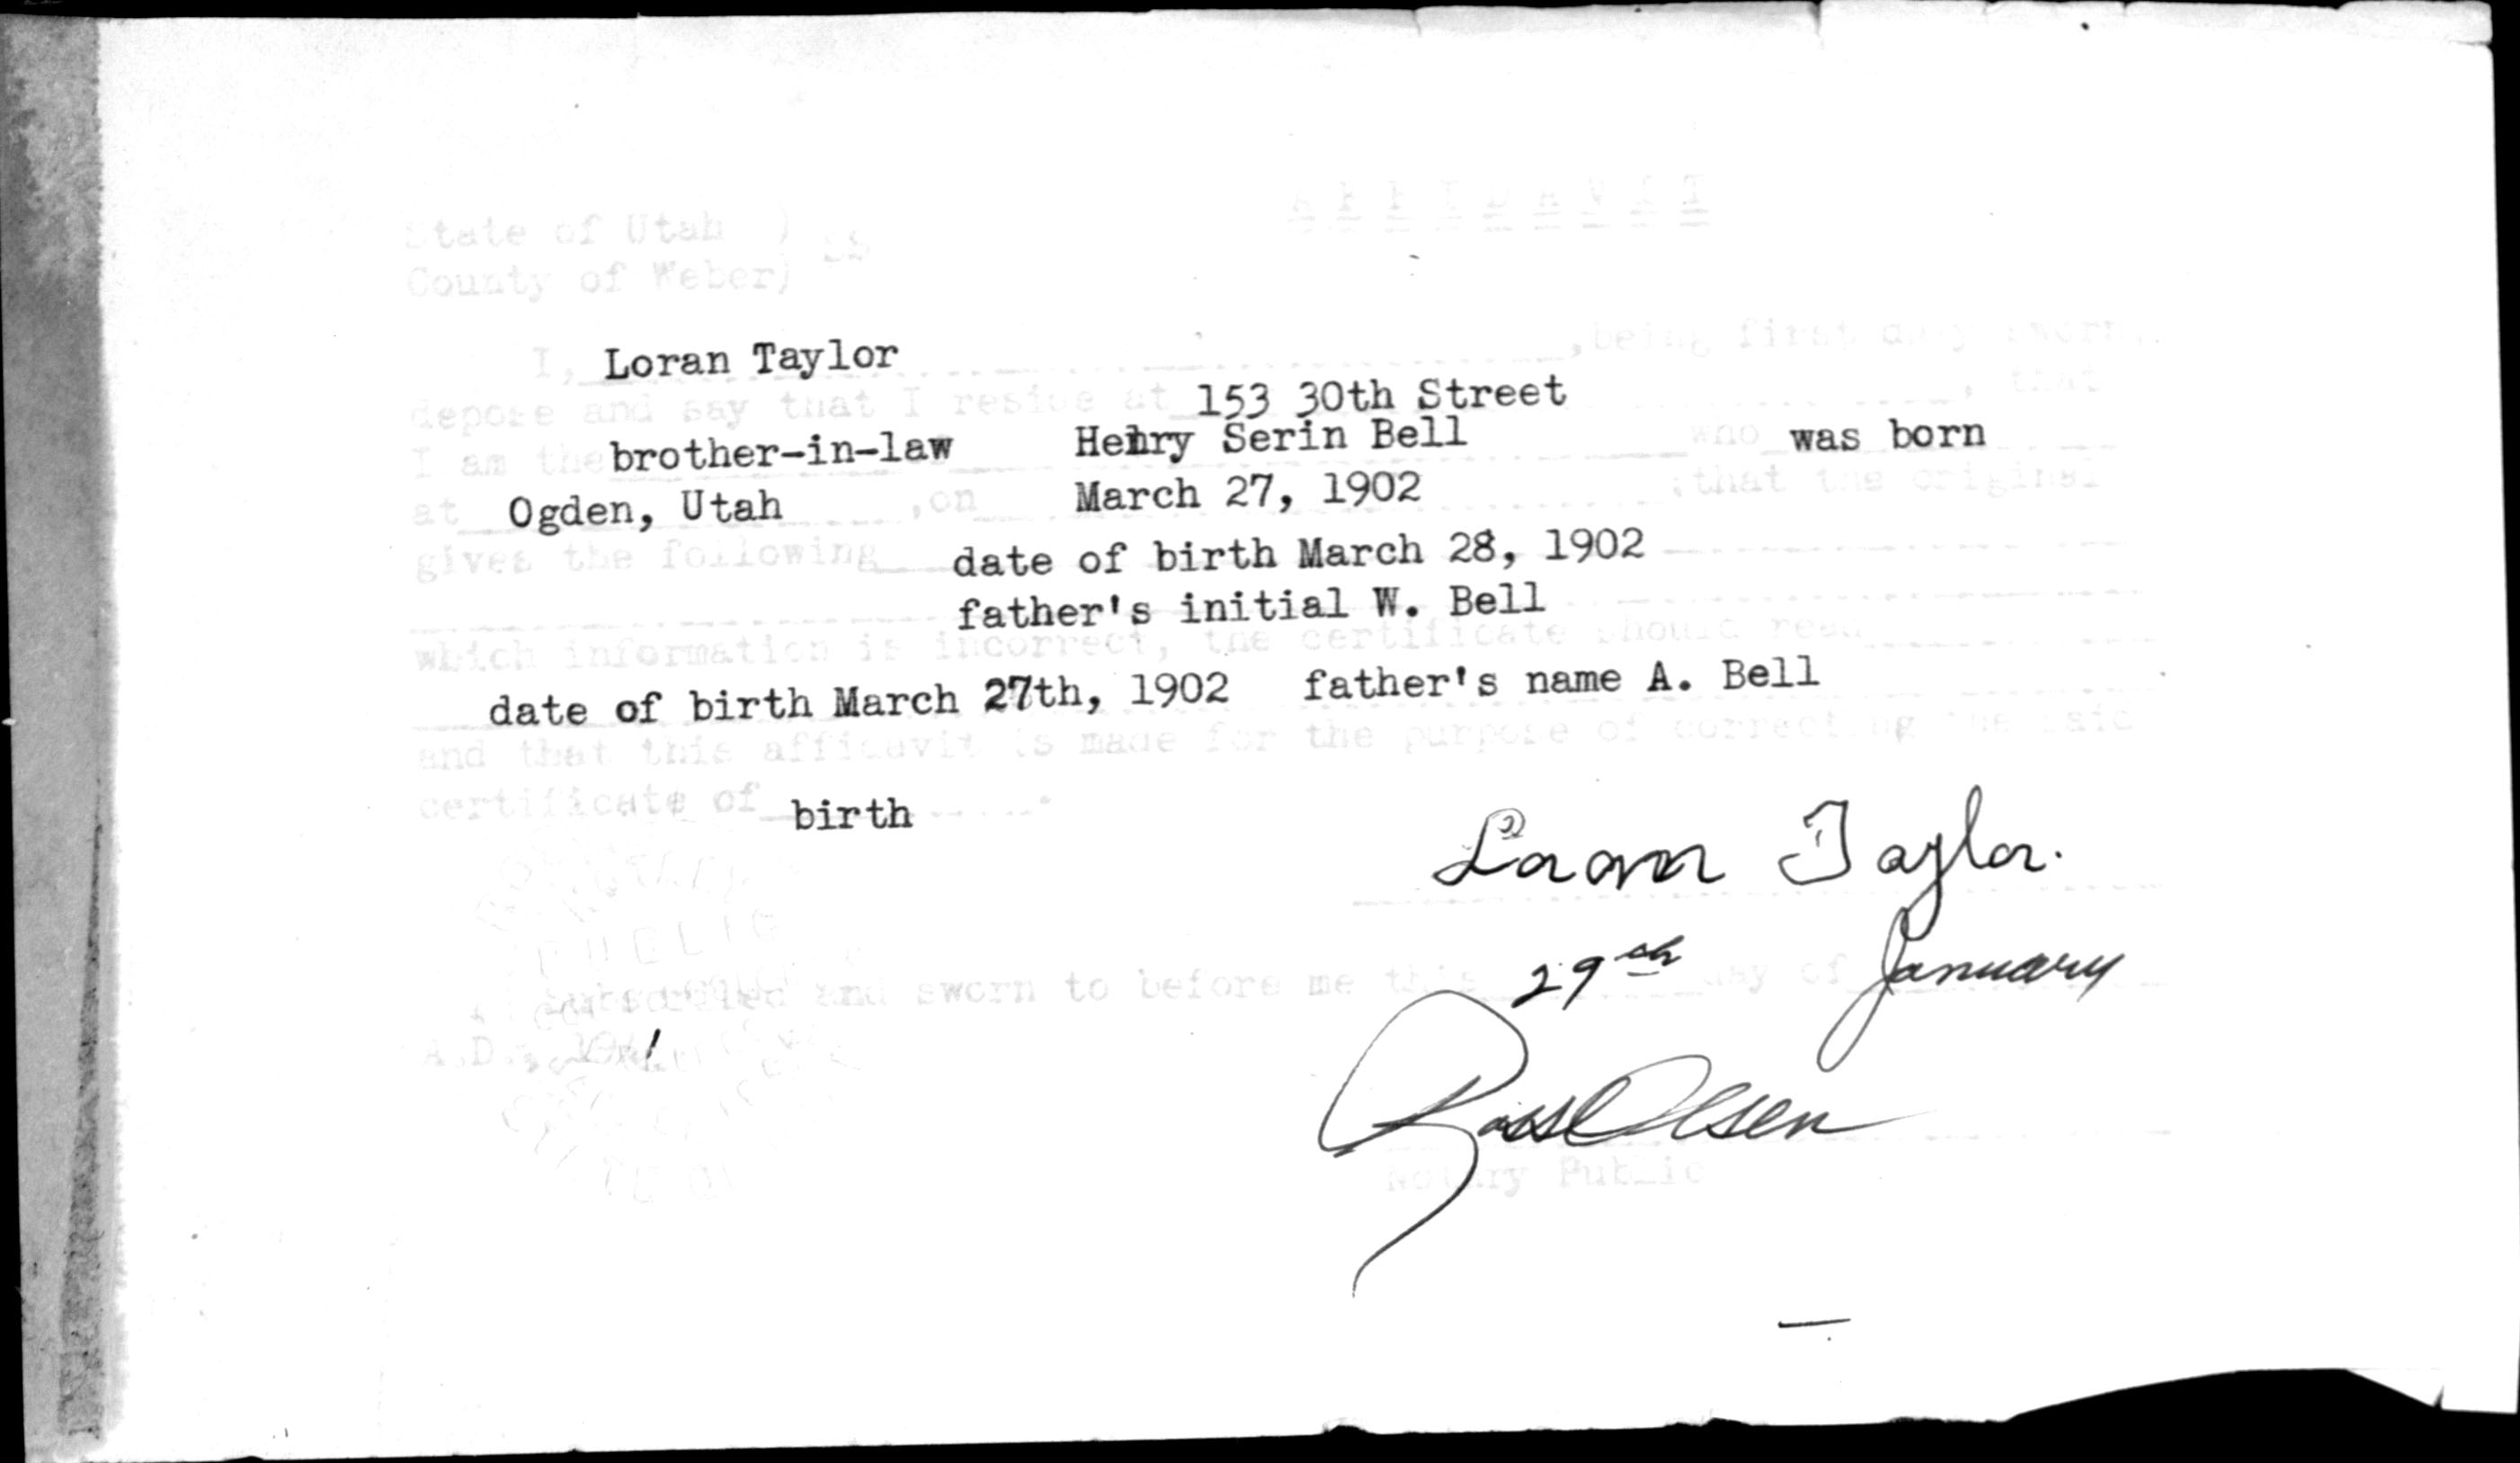 AFFIDAVIT
State of Utah )
County of Weber) SS
I, Loran Taylor ,being first duly sworn,
depose and say that I reside at 153 30th Street , that
I am the brother-in-law Henry Serin Bell who was born
at Ogden, Utah ,on March 27, 1902 ;that the original
gives the following date of birth March 28, 1902
father's initial W. Bell
which information is incorrect, the certificate should read
date of birth March 27th, 1902 father's name A. Bell
and that this affidavit is made for the purpose of correcting the said
certificate of birth.
Loran Taylor.
Subscribed and sworn to before me this 29th day of January
A.D., 1941
Ross Olsen
Notary Public
NOTARY
PUBLIC